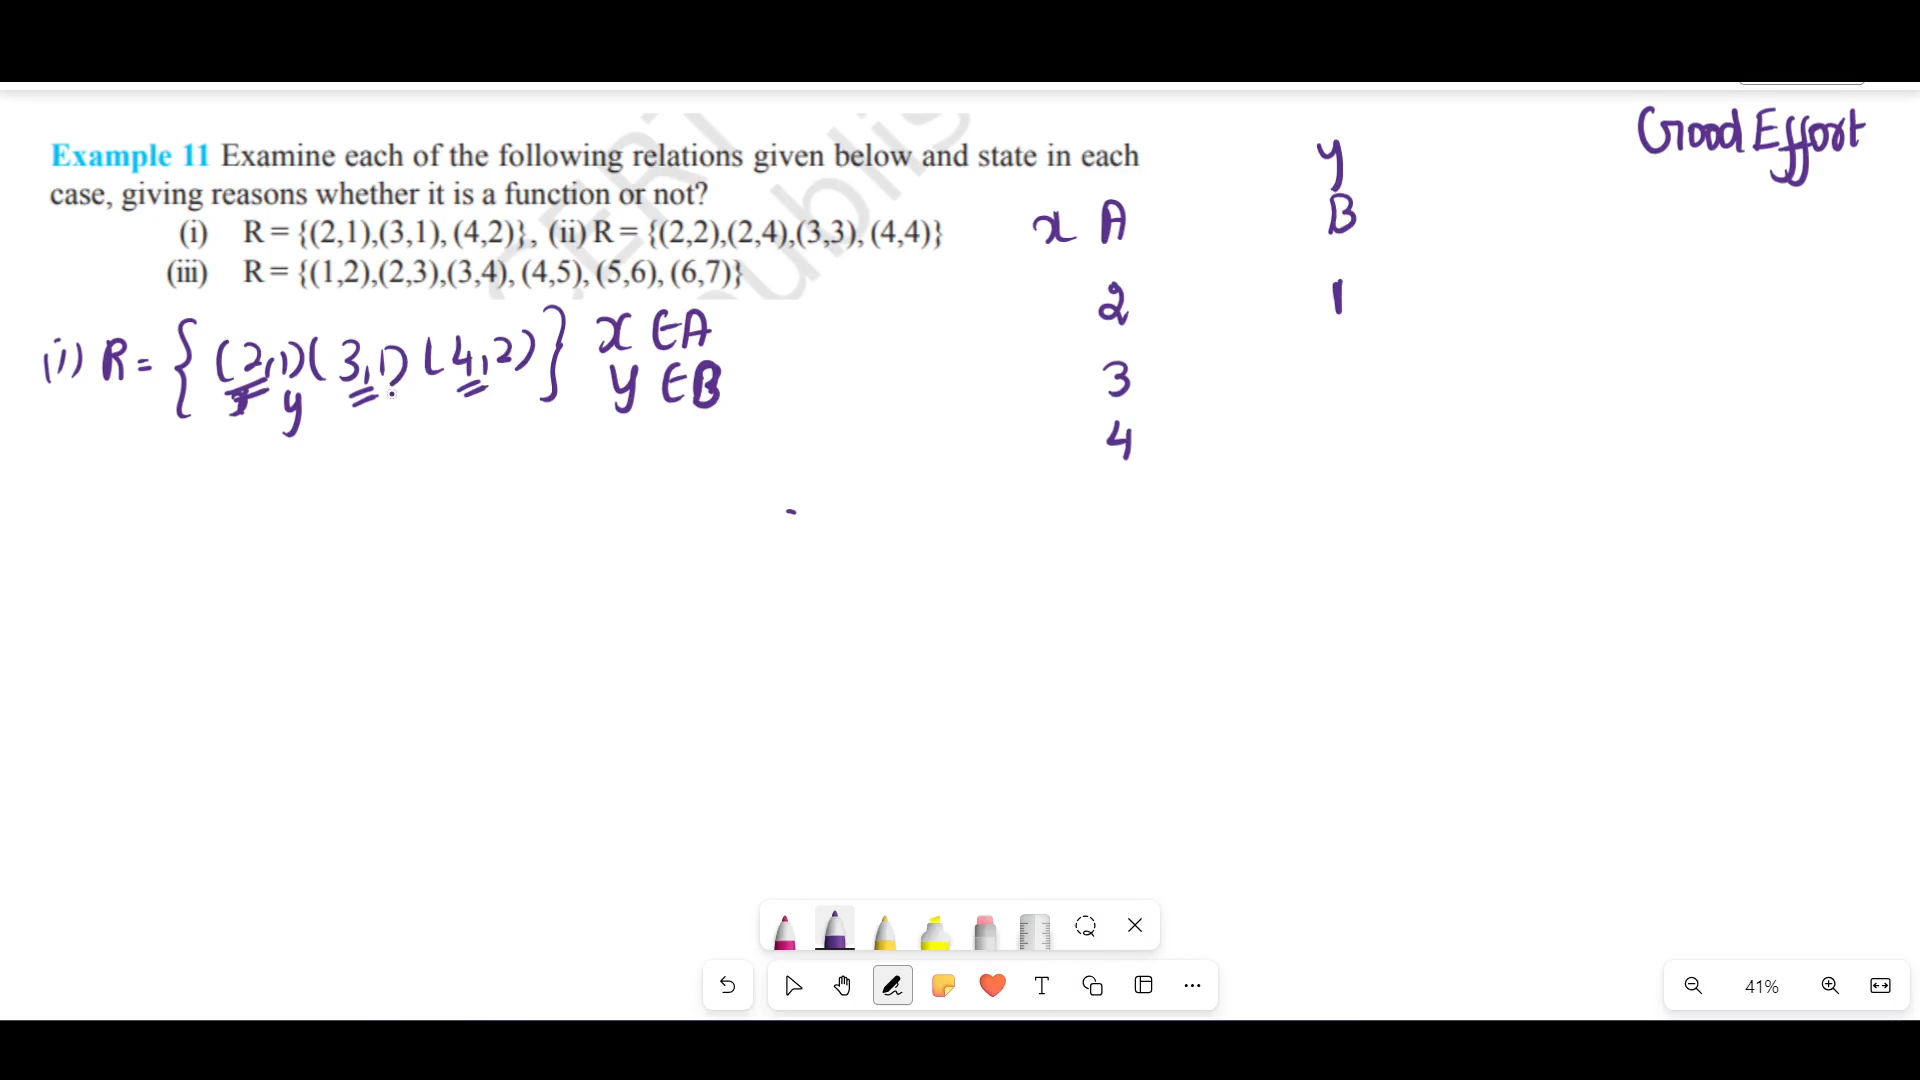 Good Effort
Example 11 Examine each of the following relations given below and state in each
case, giving reasons whether it is a function or not?
(i) R = {(2,1),(3,1), (4,2)}, (ii) R = {(2,2),(2,4),(3,3), (4,4)}
(iii) R = {(1,2),(2,3),(3,4), (4,5), (5,6), (6,7)}
(i) R = { (2,1) (3,1) (4,2) } x ∈ A
y y ∈ B
y
x A B
2 1
3
4
T
41%